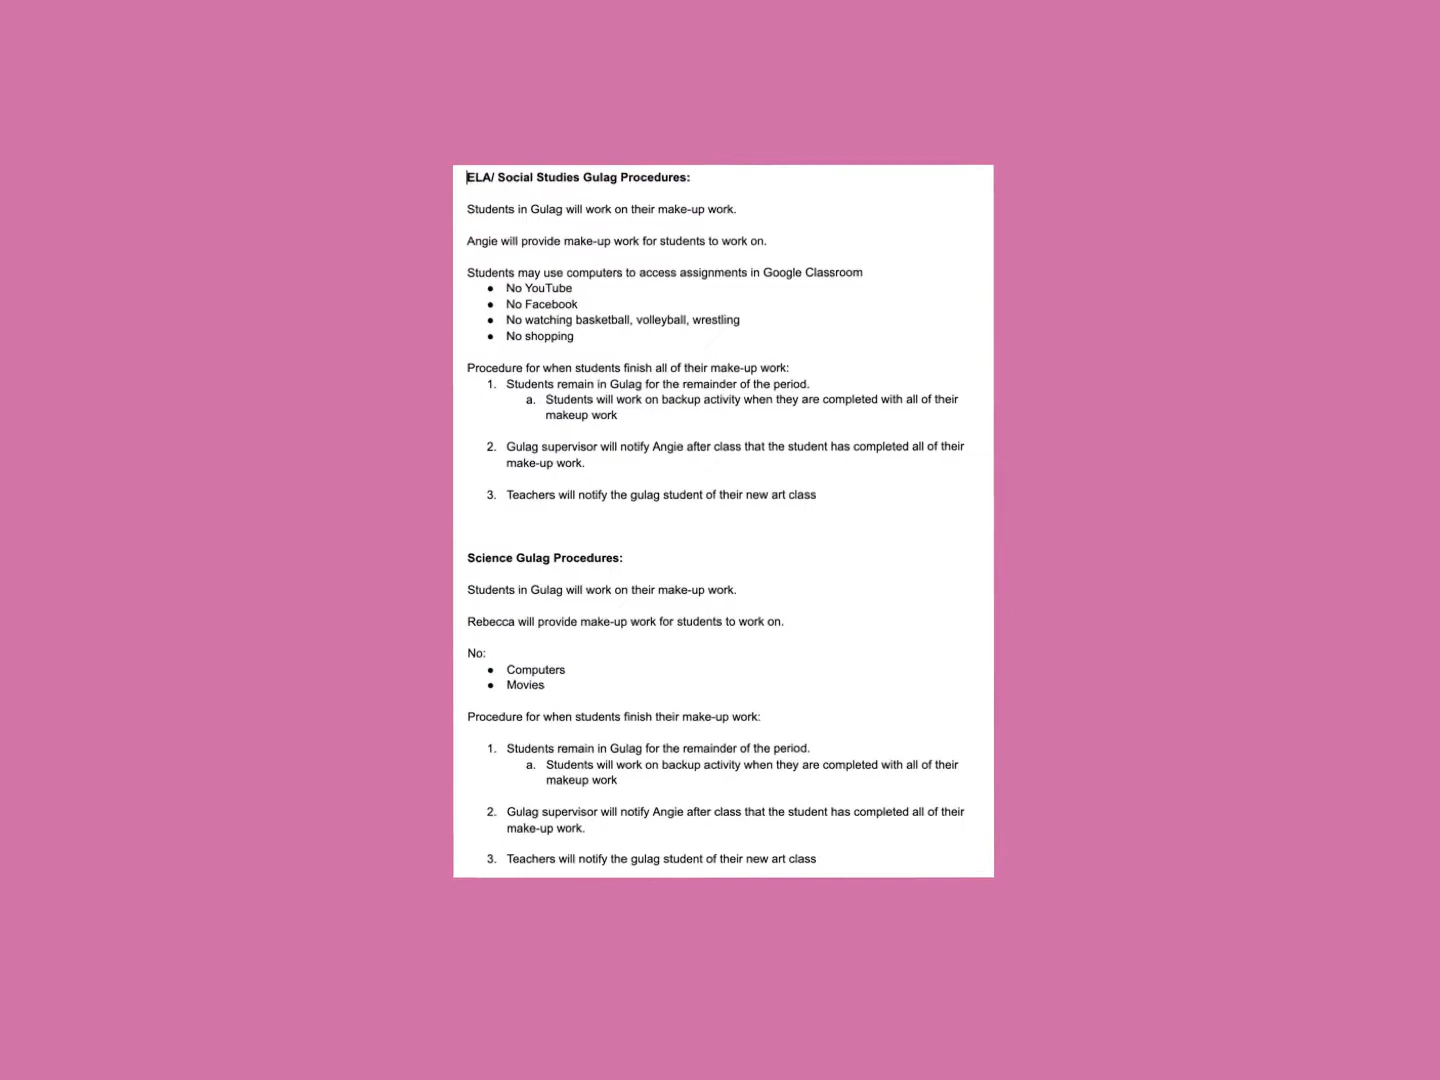 ELA/ Social Studies Gulag Procedures:
Students in Gulag will work on their make-up work.
Angie will provide make-up work for students to work on.
Students may use computers to access assignments in Google Classroom
● No YouTube
● No Facebook
● No watching basketball, volleyball, wrestling
● No shopping
Procedure for when students finish all of their make-up work:
1. Students remain in Gulag for the remainder of the period.
a. Students will work on backup activity when they are completed with all of their
makeup work
2. Gulag supervisor will notify Angie after class that the student has completed all of their
make-up work.
3. Teachers will notify the gulag student of their new art class
Science Gulag Procedures:
Students in Gulag will work on their make-up work.
Rebecca will provide make-up work for students to work on.
No:
● Computers
● Movies
Procedure for when students finish their make-up work:
1. Students remain in Gulag for the remainder of the period.
a. Students will work on backup activity when they are completed with all of their
makeup work
2. Gulag supervisor will notify Angie after class that the student has completed all of their
make-up work.
3. Teachers will notify the gulag student of their new art class